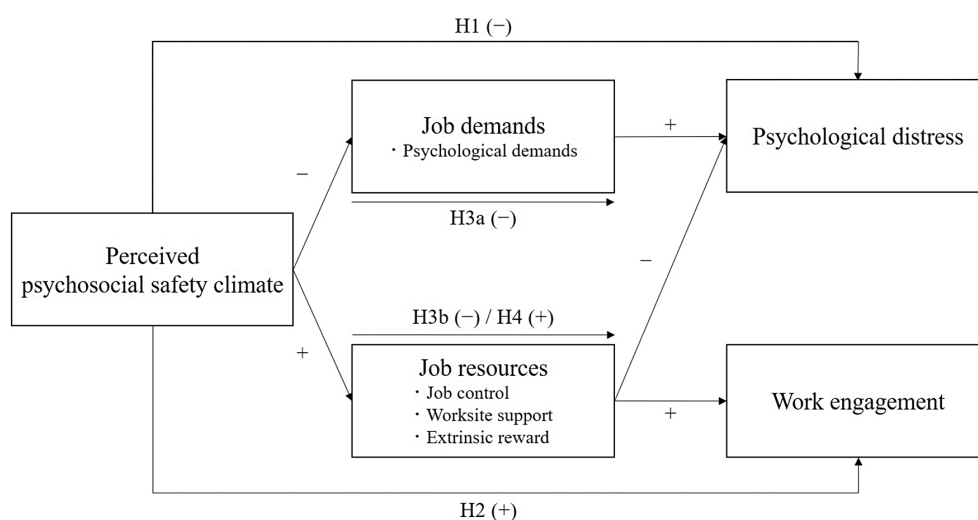 H1 (−)
Job demands
・Psychological demands
+
Psychological distress
−
H3a (−)
Perceived
psychosocial safety climate
−
H3b (−) / H4 (+)
+
Job resources
・Job control
・Worksite support
・Extrinsic reward
+
Work engagement
H2 (+)